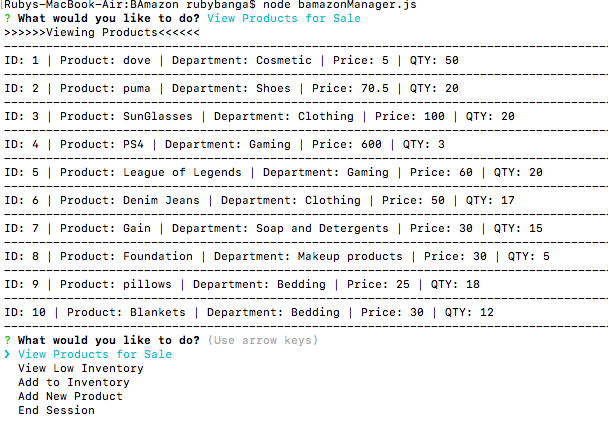 Rubys-MacBook-Air:BAmazon rubybanga$ node bamazonManager.js
? What would you like to do? View Products for Sale
>>>>>>Viewing Products<<<<<<
ID: 1 | Product: dove | Department: Cosmetic | Price: 5 | QTY: 50
ID: 2 | Product: puma | Department: Shoes | Price: 70.5 | QTY: 20
ID: 3 | Product: SunGlasses | Department: Clothing | Price: 100 | QTY: 20
ID: 4 | Product: PS4 | Department: Gaming | Price: 600 | QTY: 3
ID: 5 | Product: League of Legends | Department: Gaming | Price: 60 | QTY: 20
ID: 6 | Product: Denim Jeans | Department: Clothing | Price: 50 | QTY: 17
ID: 7 | Product: Gain | Department: Soap and Detergents | Price: 30 | QTY: 15
ID: 8 | Product: Foundation | Department: Makeup products | Price: 30 | QTY: 5
ID: 9 | Product: pillows | Department: Bedding | Price: 25 | QTY: 18
ID: 10 | Product: Blankets | Department: Bedding | Price: 30 | QTY: 12
? What would you like to do? (Use arrow keys)
❯ View Products for Sale
View Low Inventory
Add to Inventory
Add New Product
End Session